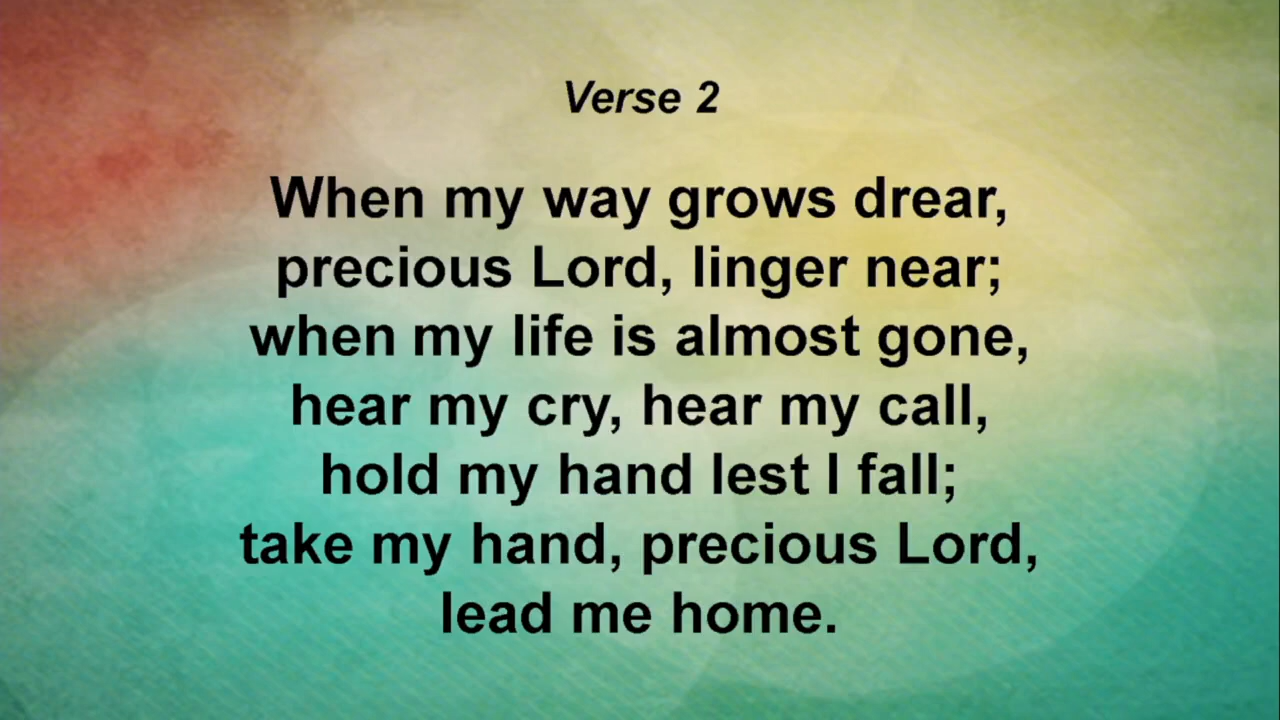 Verse 2
When my way grows drear,
precious Lord, linger near;
when my life is almost gone,
hear my cry, hear my call,
hold my hand lest I fall;
take my hand, precious Lord,
lead me home.